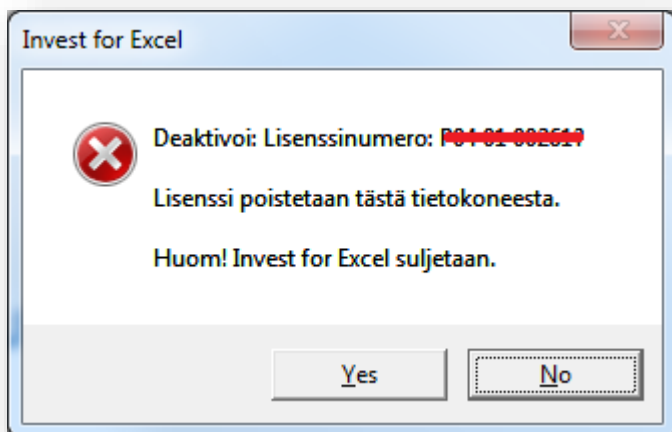 Invest for Excel
Deaktivoi: Lisenssinumero:
Lisenssi poistetaan tästä tietokoneesta.
Huom! Invest for Excel suljetaan.
Yes
No